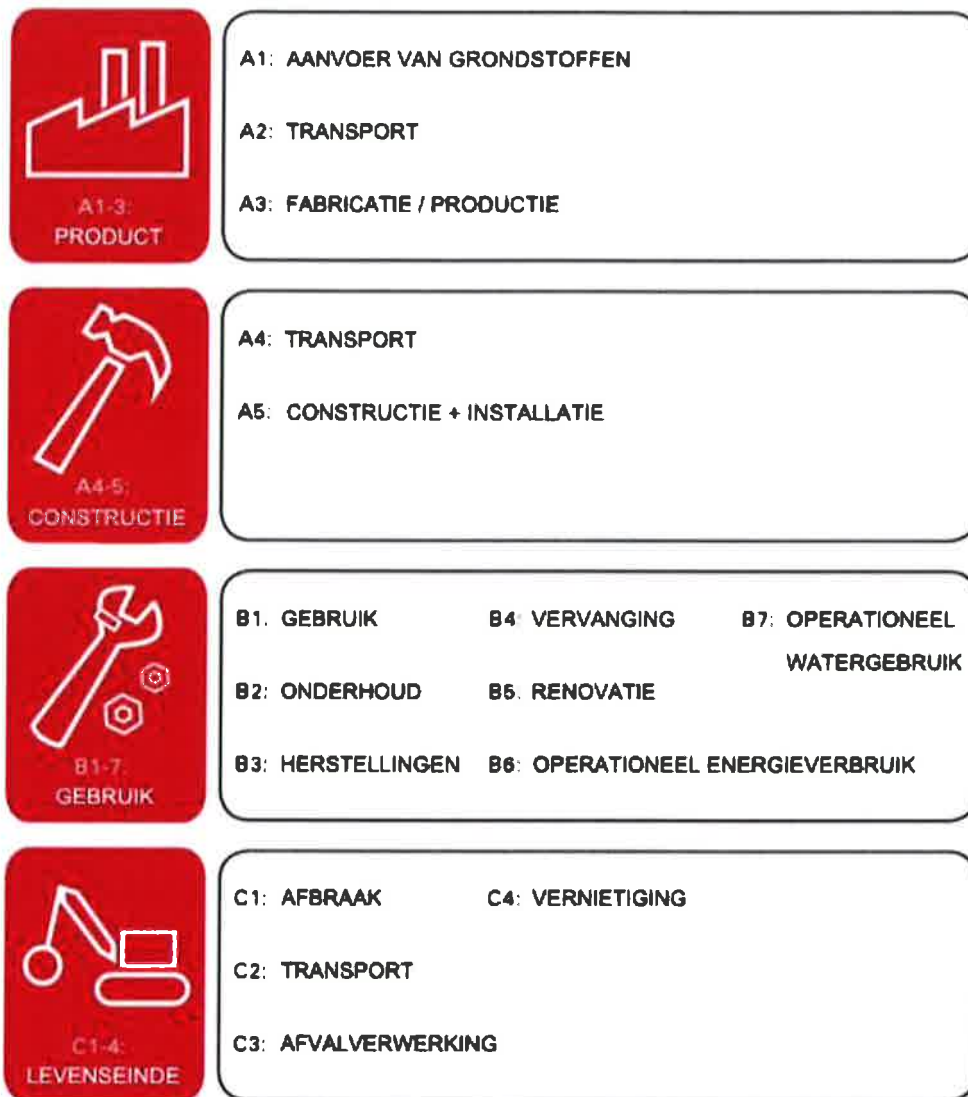 A1: AANVOER VAN GRONDSTOFFEN
A2: TRANSPORT
A3: FABRICATIE / PRODUCTIE
A1-3:
PRODUCT
A4: TRANSPORT
A5: CONSTRUCTIE + INSTALLATIE
A4-5:
CONSTRUCTIE
B1. GEBRUIK
B2: ONDERHOUD
B3: HERSTELLINGEN
B4: VERVANGING
B5. RENOVATIE
B6: OPERATIONEEL ENERGIEVERBRUIK
B7: OPERATIONEEL
WATERGEBRUIK
B1-7:
GEBRUIK
C1: AFBRAAK
C2: TRANSPORT
C3: AFVALVERWERKING
C4: VERNIETIGING
C1-4:
LEVENSEINDE